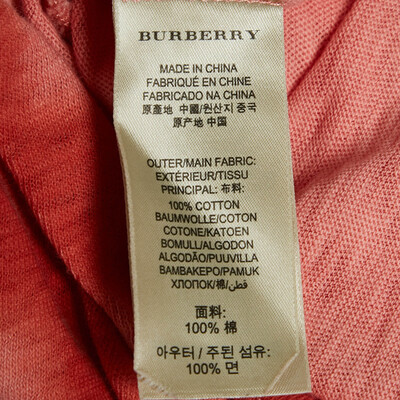 BURBERRY
MADE IN CHINA
FABRIQUÉ EN CHINE
FABRICADO NA CHINA
原產地 中國/원산지 중국
原产地 中国
OUTER/MAIN FABRIC:
EXTÉRIEUR/TISSU
PRINCIPAL: 布料:
100% COTTON
BAUMWOLLE/COTON
COTONE/KATOEN
BOMULL/ALGODON
ALGODÃO/PUUVILLA
BAMBAKEPO/PAMUK
ХЛОПОК/棉/قطن
面料:
100% 棉
아우터 / 주된 섬유:
100% 면